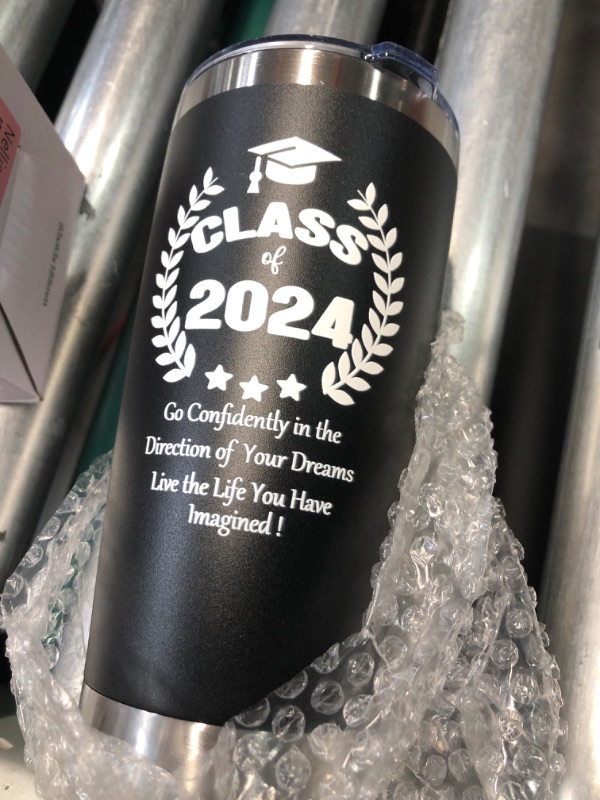 CLASS
of
2024
Go Confidently in the
Direction of Your Dreams
Live the Life You Have
Imagined !